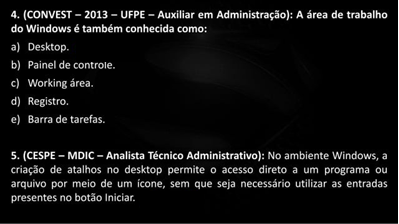 4. (CONVEST – 2013 – UFPE – Auxiliar em Administração): A área de trabalho
do Windows é também conhecida como:
a) Desktop.
b) Painel de controle.
c) Working área.
d) Registro.
e) Barra de tarefas.
5. (CESPE – MDIC – Analista Técnico Administrativo): No ambiente Windows, a
criação de atalhos no desktop permite o acesso direto a um programa ou
arquivo por meio de um ícone, sem que seja necessário utilizar as entradas
presentes no botão Iniciar.